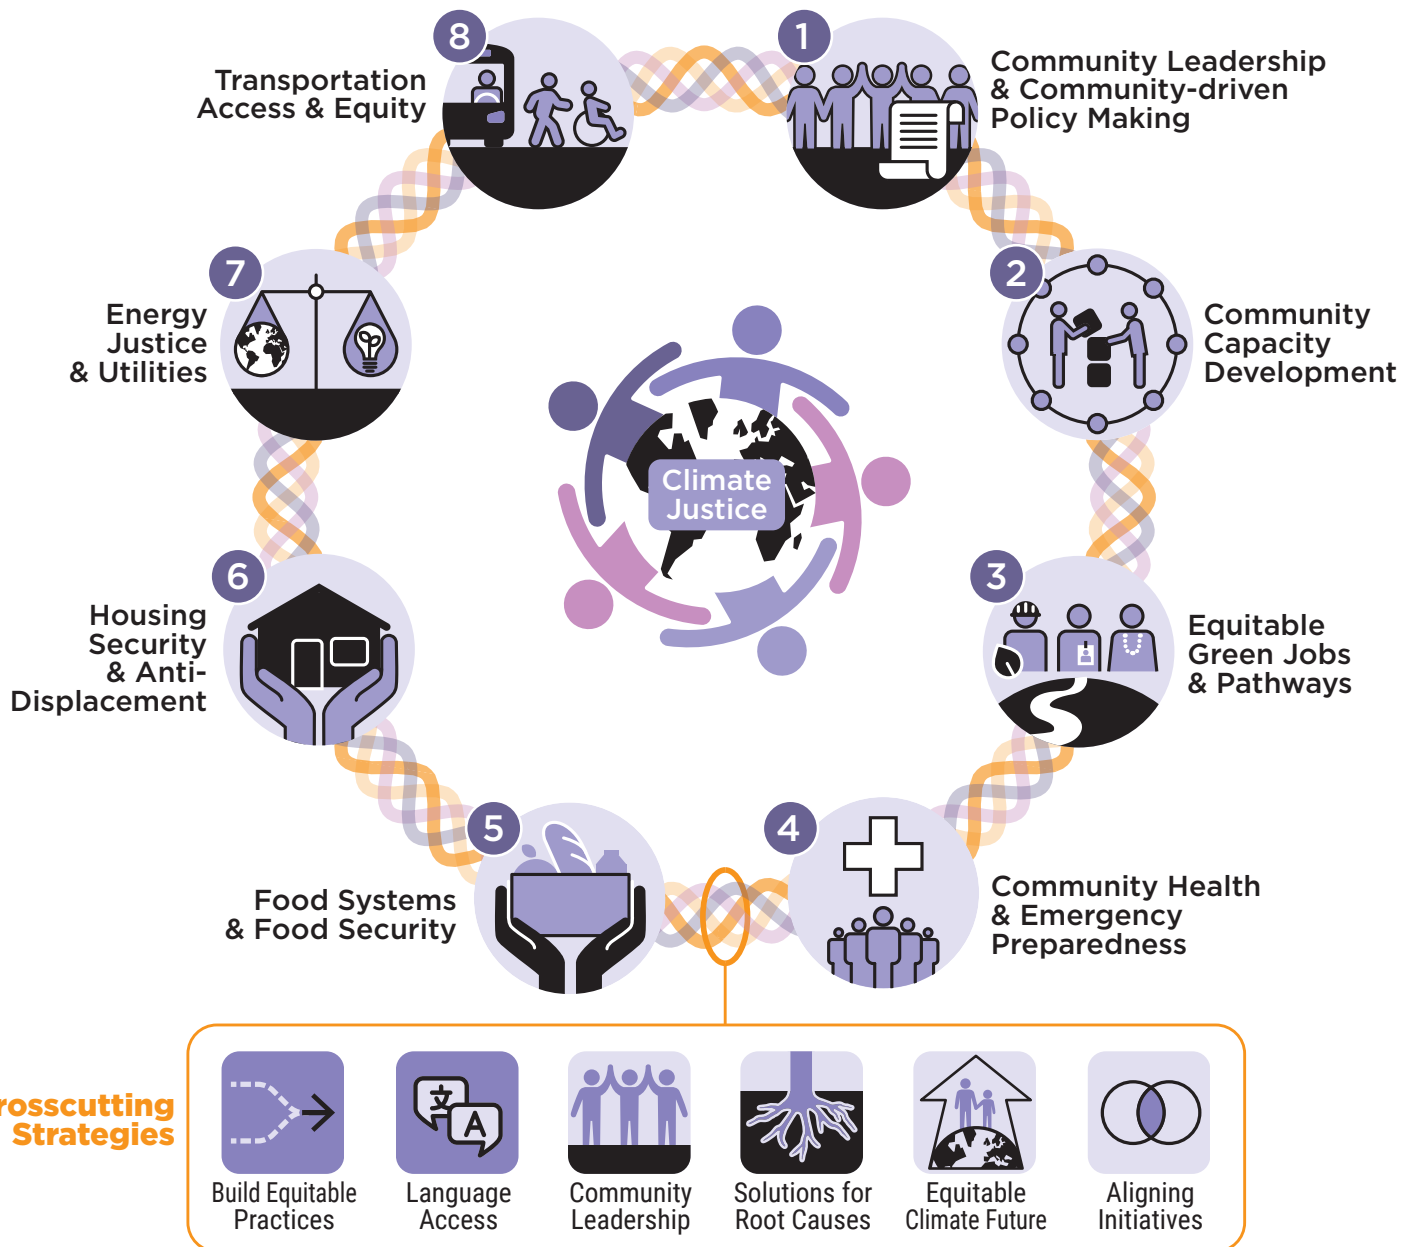 1
Community Leadership
& Community-driven
Policy Making
2
Community
Capacity
Development
3
Equitable
Green Jobs
& Pathways
4
Community Health
& Emergency
Preparedness
5
Food Systems
& Food Security
6
Housing
Security
& Anti-
Displacement
7
Energy
Justice
& Utilities
8
Transportation
Access & Equity
Climate
Justice
rosscutting
Strategies
Build Equitable
Practices
文
A
Language
Access
Community
Leadership
Solutions for
Root Causes
Equitable
Climate Future
Aligning
Initiatives